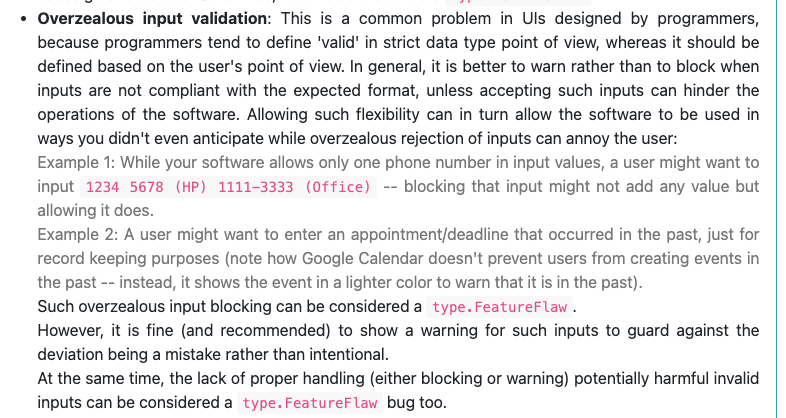 • Overzealous input validation: This is a common problem in UIs designed by programmers,
because programmers tend to define 'valid' in strict data type point of view, whereas it should be
defined based on the user's point of view. In general, it is better to warn rather than to block when
inputs are not compliant with the expected format, unless accepting such inputs can hinder the
operations of the software. Allowing such flexibility can in turn allow the software to be used in
ways you didn't even anticipate while overzealous rejection of inputs can annoy the user:
Example 1: While your software allows only one phone number in input values, a user might want to
input 1234 5678 (HP) 1111-3333 (Office) -- blocking that input might not add any value but
allowing it does.
Example 2: A user might want to enter an appointment/deadline that occurred in the past, just for
record keeping purposes (note how Google Calendar doesn't prevent users from creating events in
the past -- instead, it shows the event in a lighter color to warn that it is in the past).
Such overzealous input blocking can be considered a type.FeatureFlaw.
However, it is fine (and recommended) to show a warning for such inputs to guard against the
deviation being a mistake rather than intentional.
At the same time, the lack of proper handling (either blocking or warning) potentially harmful invalid
inputs can be considered a type.FeatureFlaw bug too.